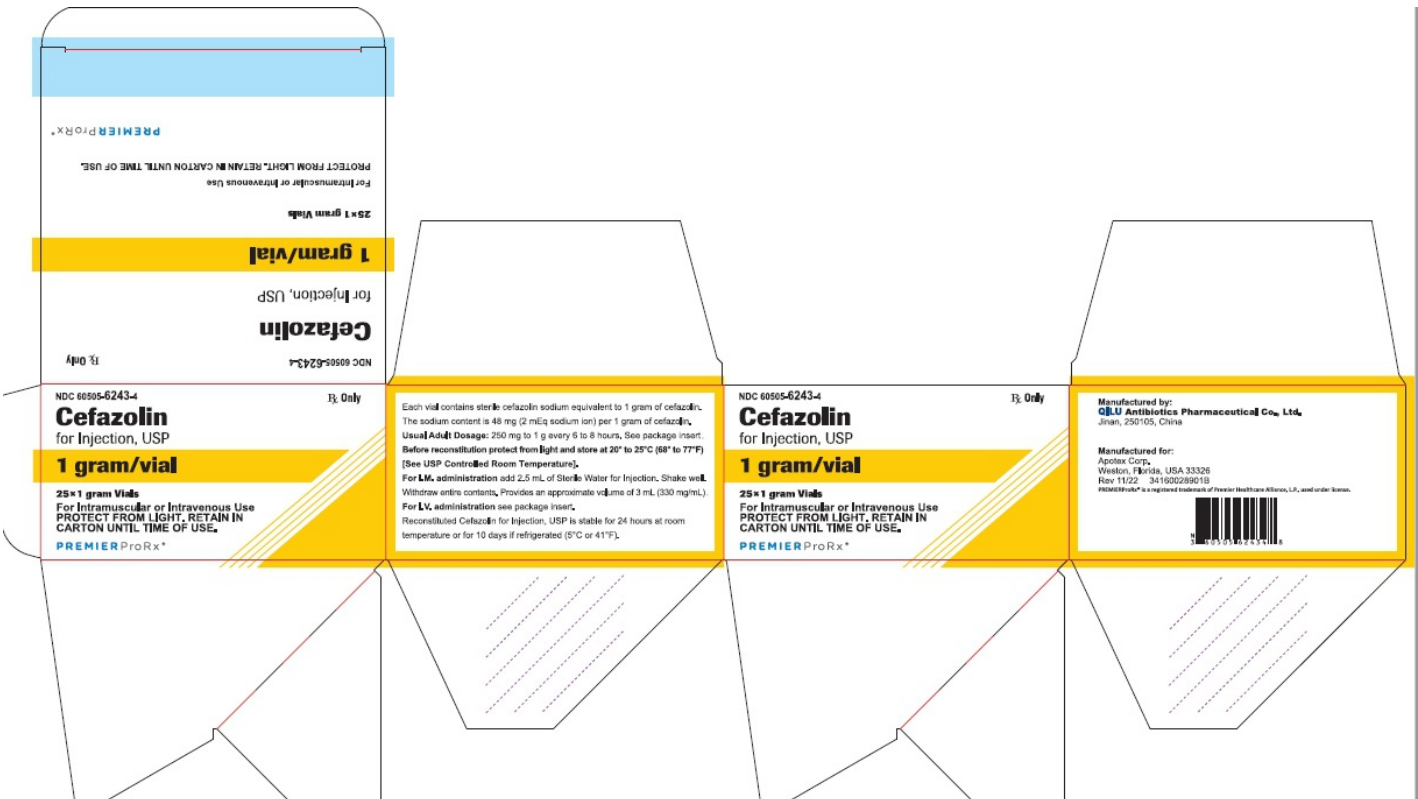 PREMIERProRx®
PROTECT FROM LIGHT. RETAIN IN CARTON UNTIL TIME OF USE.
For Intramuscular or Intravenous Use
25×1 gram Vials
1 gram/vial
for Injection, USP
Cefazolin
NDC 60505-6243-4
Rx Only
NDC 60505-6243-4
Rx Only
Cefazolin
for Injection, USP
1 gram/vial
25×1 gram Vials
For Intramuscular or Intravenous Use
PROTECT FROM LIGHT. RETAIN IN
CARTON UNTIL TIME OF USE.
PREMIERProRx®
Each vial contains sterile cefazolin sodium equivalent to 1 gram of cefazolin.
The sodium content is 48 mg (2 mEq sodium ion) per 1 gram of cefazolin.
Usual Adult Dosage: 250 mg to 1 g every 6 to 8 hours. See package insert.
Before reconstitution protect from light and store at 20° to 25°C (68° to 77°F)
[See USP Controlled Room Temperature].
For I.M. administration add 2.5 mL of Sterile Water for Injection. Shake well.
Withdraw entire contents. Provides an approximate volume of 3 mL (330 mg/mL).
For I.V. administration see package insert.
Reconstituted Cefazolin for Injection, USP is stable for 24 hours at room
temperature or for 10 days if refrigerated (5°C or 41°F).
NDC 60505-6243-4
Rx Only
Cefazolin
for Injection, USP
1 gram/vial
25×1 gram Vials
For Intramuscular or Intravenous Use
PROTECT FROM LIGHT. RETAIN IN
CARTON UNTIL TIME OF USE.
PREMIERProRx®
Manufactured by:
QILU Antibiotics Pharmaceutical Co., Ltd.
Jinan, 250105, China
Manufactured for:
Apotex Corp.
Weston, Florida, USA 33326
Rev 11/22 34160028901B
PREMIERProRx® is a registered trademark of Premier Healthcare Alliance, L.P., used under license.
N
3 60505 62434 8